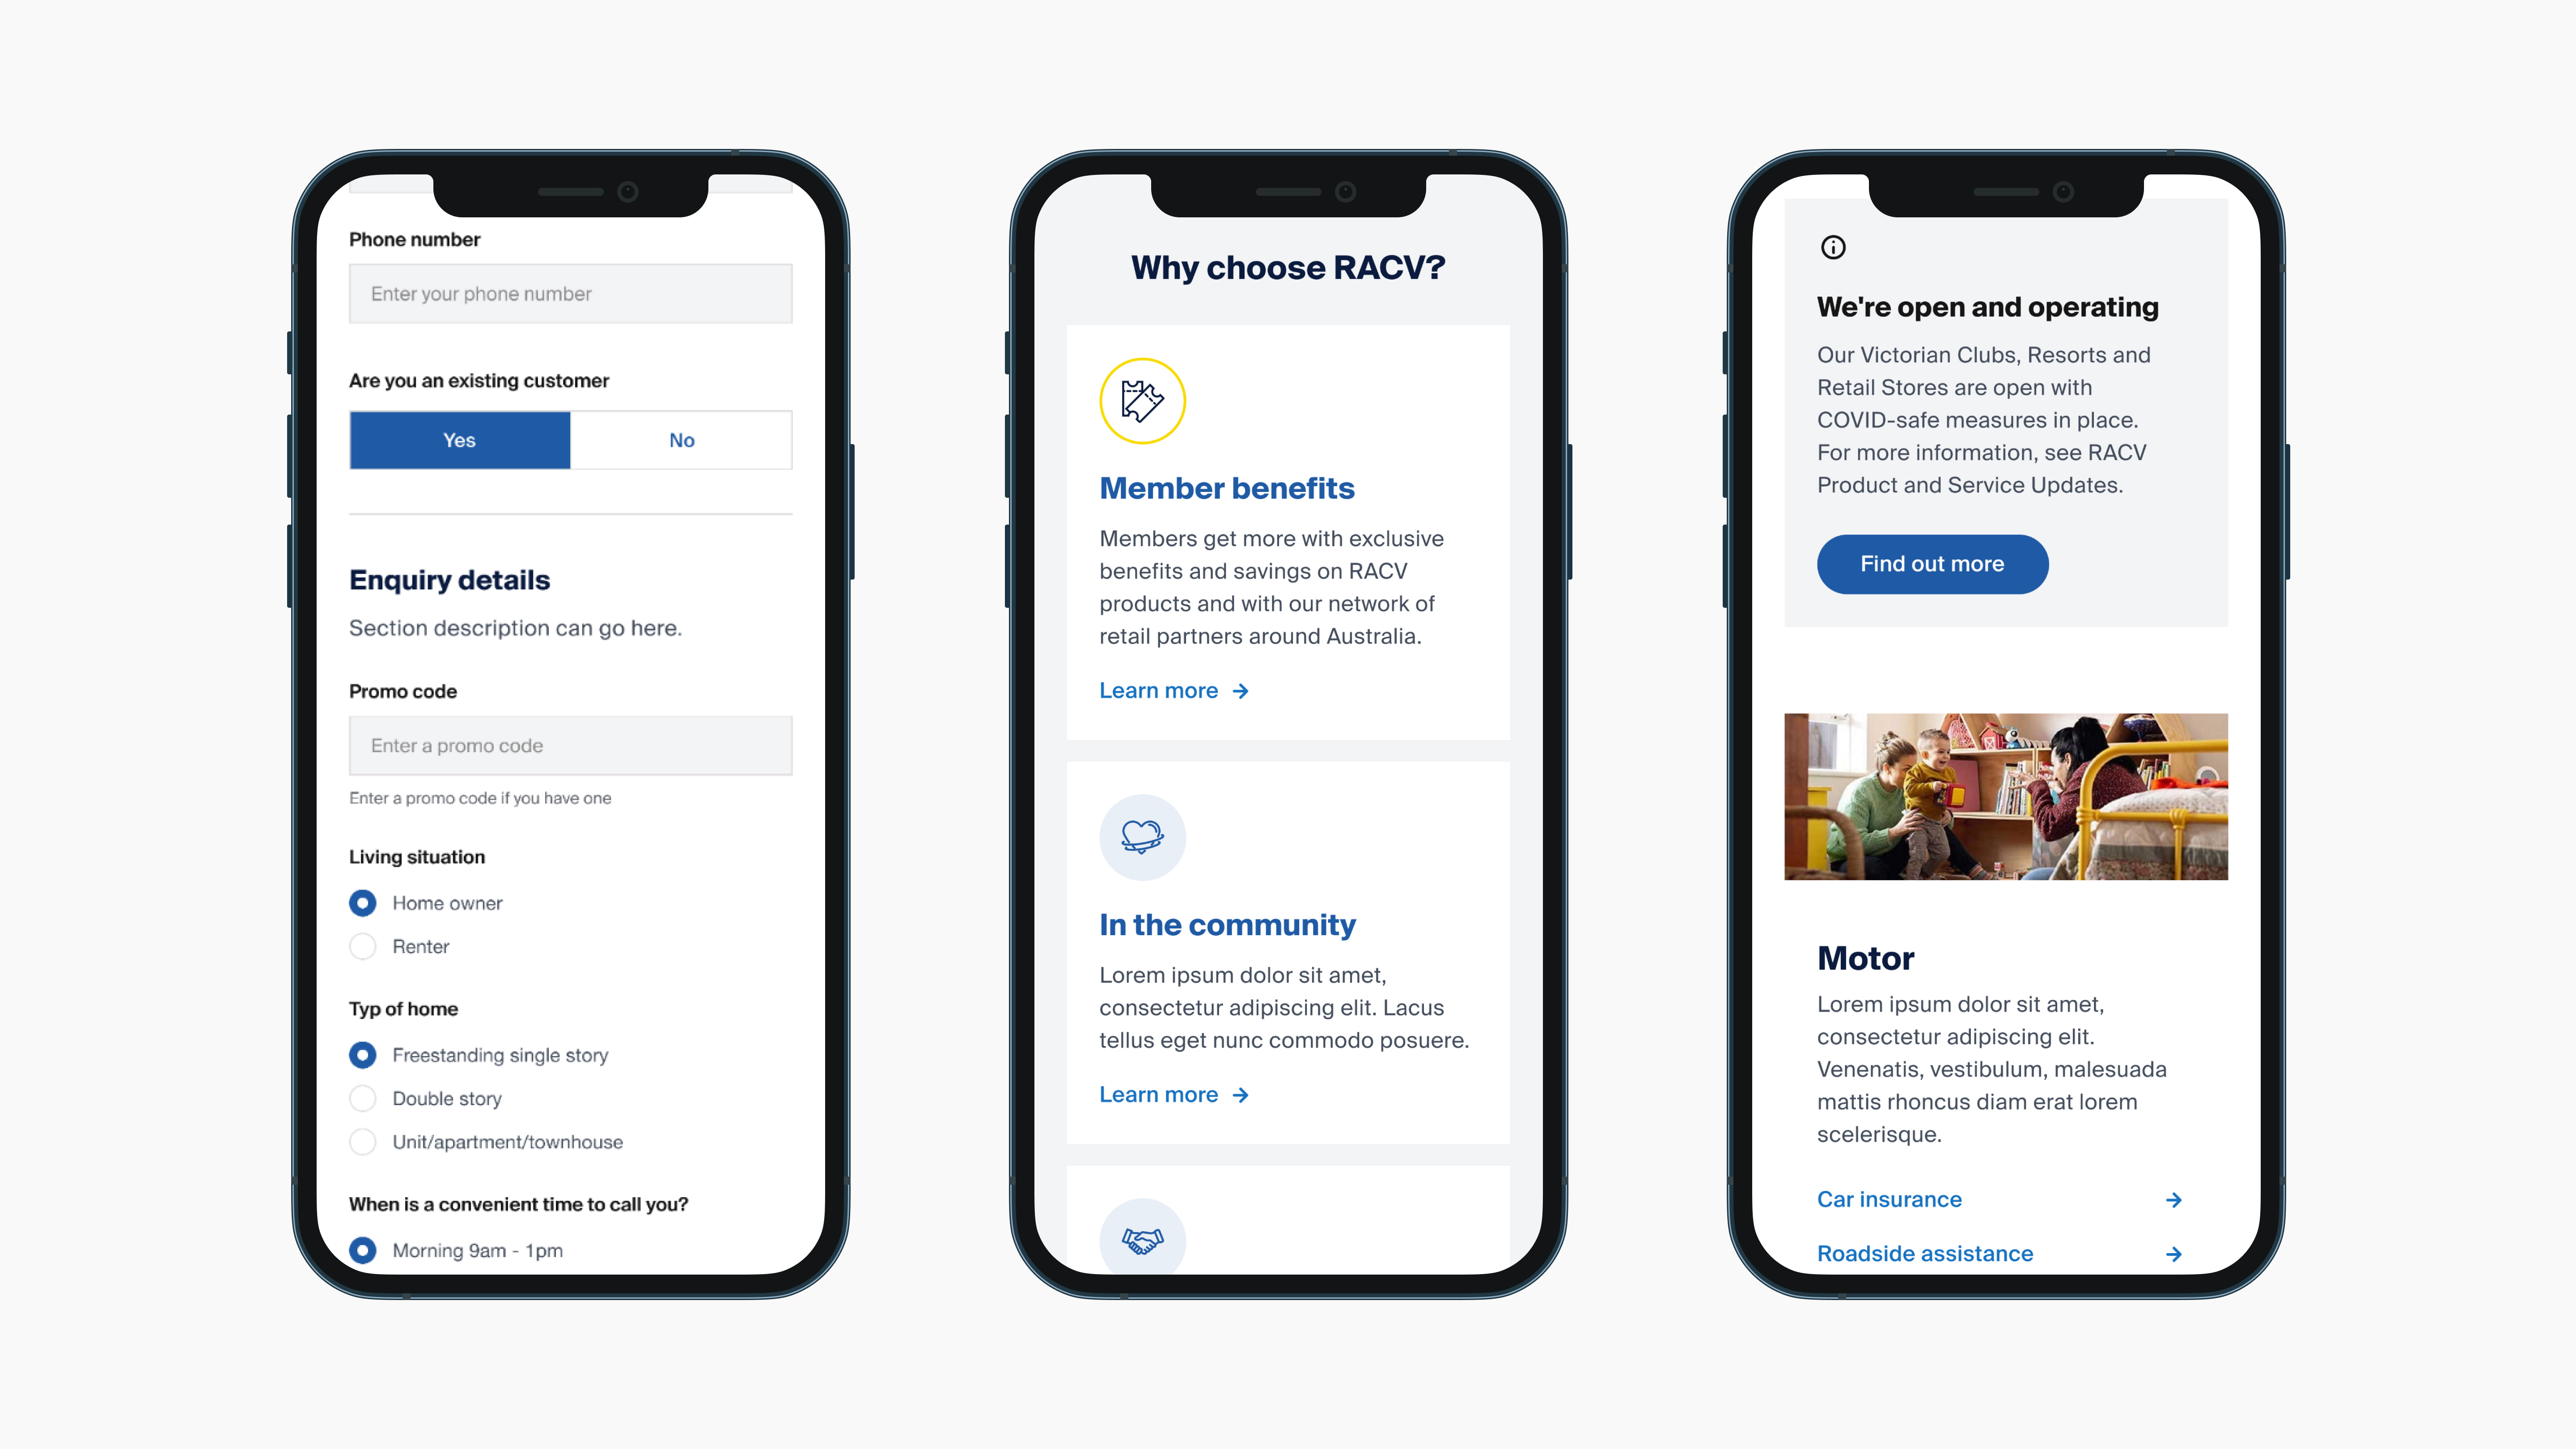 Phone number
Enter your phone number
Are you an existing customer
Yes
No
Enquiry details
Section description can go here.
Promo code
Enter a promo code
Enter a promo code if you have one
Living situation
Home owner
Renter
Typ of home
Freestanding single story
Double story
Unit/apartment/townhouse
When is a convenient time to call you?
Morning 9am - 1pm
Why choose RACV?
Member benefits
Members get more with exclusive
benefits and savings on RACV
products and with our network of
retail partners around Australia.
Learn more
In the community
Lorem ipsum dolor sit amet,
consectetur adipiscing elit. Lacus
tellus eget nunc commodo posuere.
Learn more
We're open and operating
Our Victorian Clubs, Resorts and
Retail Stores are open with
COVID-safe measures in place.
For more information, see RACV
Product and Service Updates.
Find out more
Motor
Lorem ipsum dolor sit amet,
consectetur adipiscing elit.
Venenatis, vestibulum, malesuada
mattis rhoncus diam erat lorem
scelerisque.
Car insurance
Roadside assistance